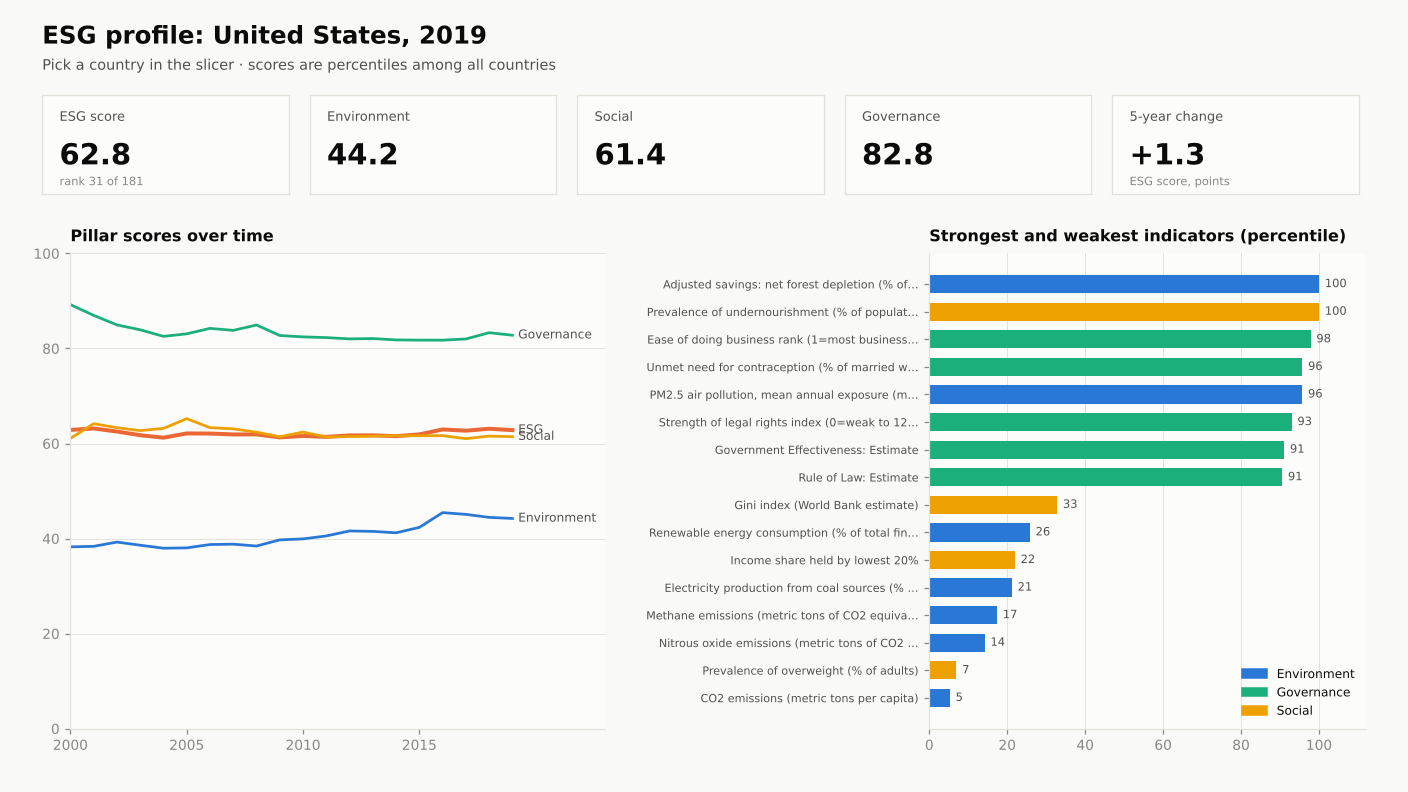 ESG profile: United States, 2019
Pick a country in the slicer · scores are percentiles among all countries
ESG score
62.8
rank 31 of 181
Environment
44.2
Social
61.4
Governance
82.8
5-year change
+1.3
ESG score, points
Pillar scores over time
100
80
60
40
20
0
2000
2005
2010
2015
Governance
ESG
Social
Environment
Strongest and weakest indicators (percentile)
Adjusted savings: net forest depletion (% of… 100
Prevalence of undernourishment (% of populat… 100
Ease of doing business rank (1=most business… 98
Unmet need for contraception (% of married w… 96
PM2.5 air pollution, mean annual exposure (m… 96
Strength of legal rights index (0=weak to 12… 93
Government Effectiveness: Estimate 91
Rule of Law: Estimate 91
Gini index (World Bank estimate) 33
Renewable energy consumption (% of total fin… 26
Income share held by lowest 20% 22
Electricity production from coal sources (% … 21
Methane emissions (metric tons of CO2 equiva… 17
Nitrous oxide emissions (metric tons of CO2 … 14
Prevalence of overweight (% of adults) 7
CO2 emissions (metric tons per capita) 5
Environment
Governance
Social
0
20
40
60
80
100